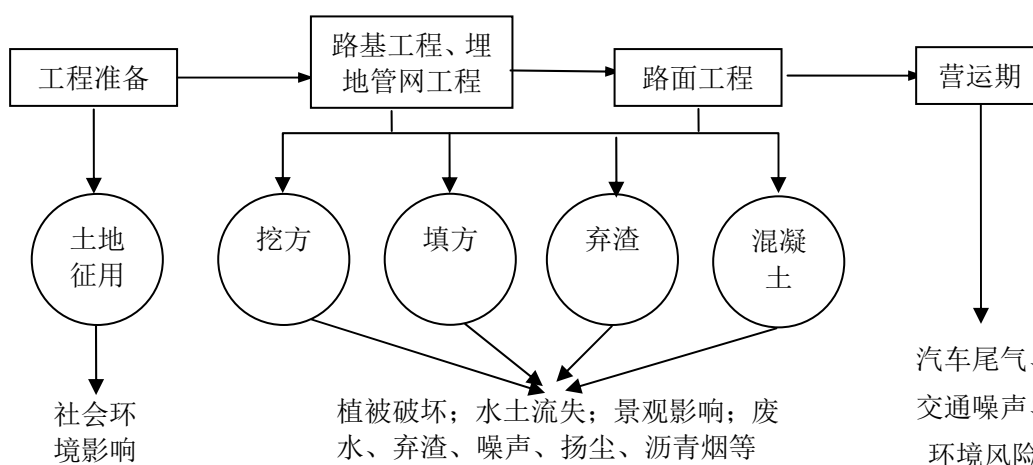 工程准备
路基工程、埋
地管网工程
路面工程
营运期
土地
征用
挖方
填方
弃渣
混凝
土
社会环
境影响
植被破坏；水土流失；景观影响；废
水、弃渣、噪声、扬尘、沥青烟等
汽车尾气、
交通噪声、
环境风险